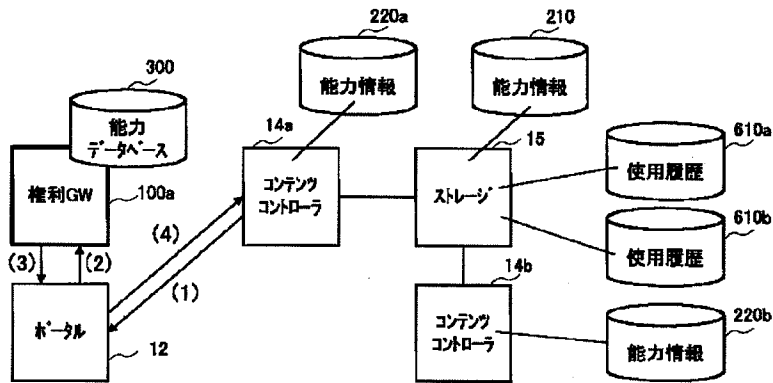 220a
210
300
能力情報
能力情報
能力
データベース
14a
15
610a
権利GW
100a
コンテンツ
コントローラ
ストレージ
使用履歴
(4)
610b
(3)
(2)
(1)
使用履歴
14b
ポータル
コンテンツ
コントローラ
220b
12
能力情報